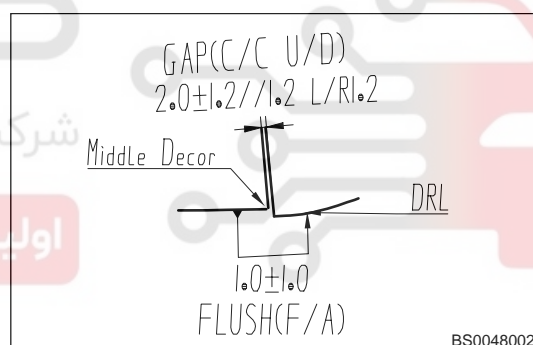 GAP(C/C U/D)
2.0±1.2//1.2 L/R1.2
شرکت
Middle Decor
DRL
اولی
1.0±1.0
FLUSH(F/A)
BS0048002